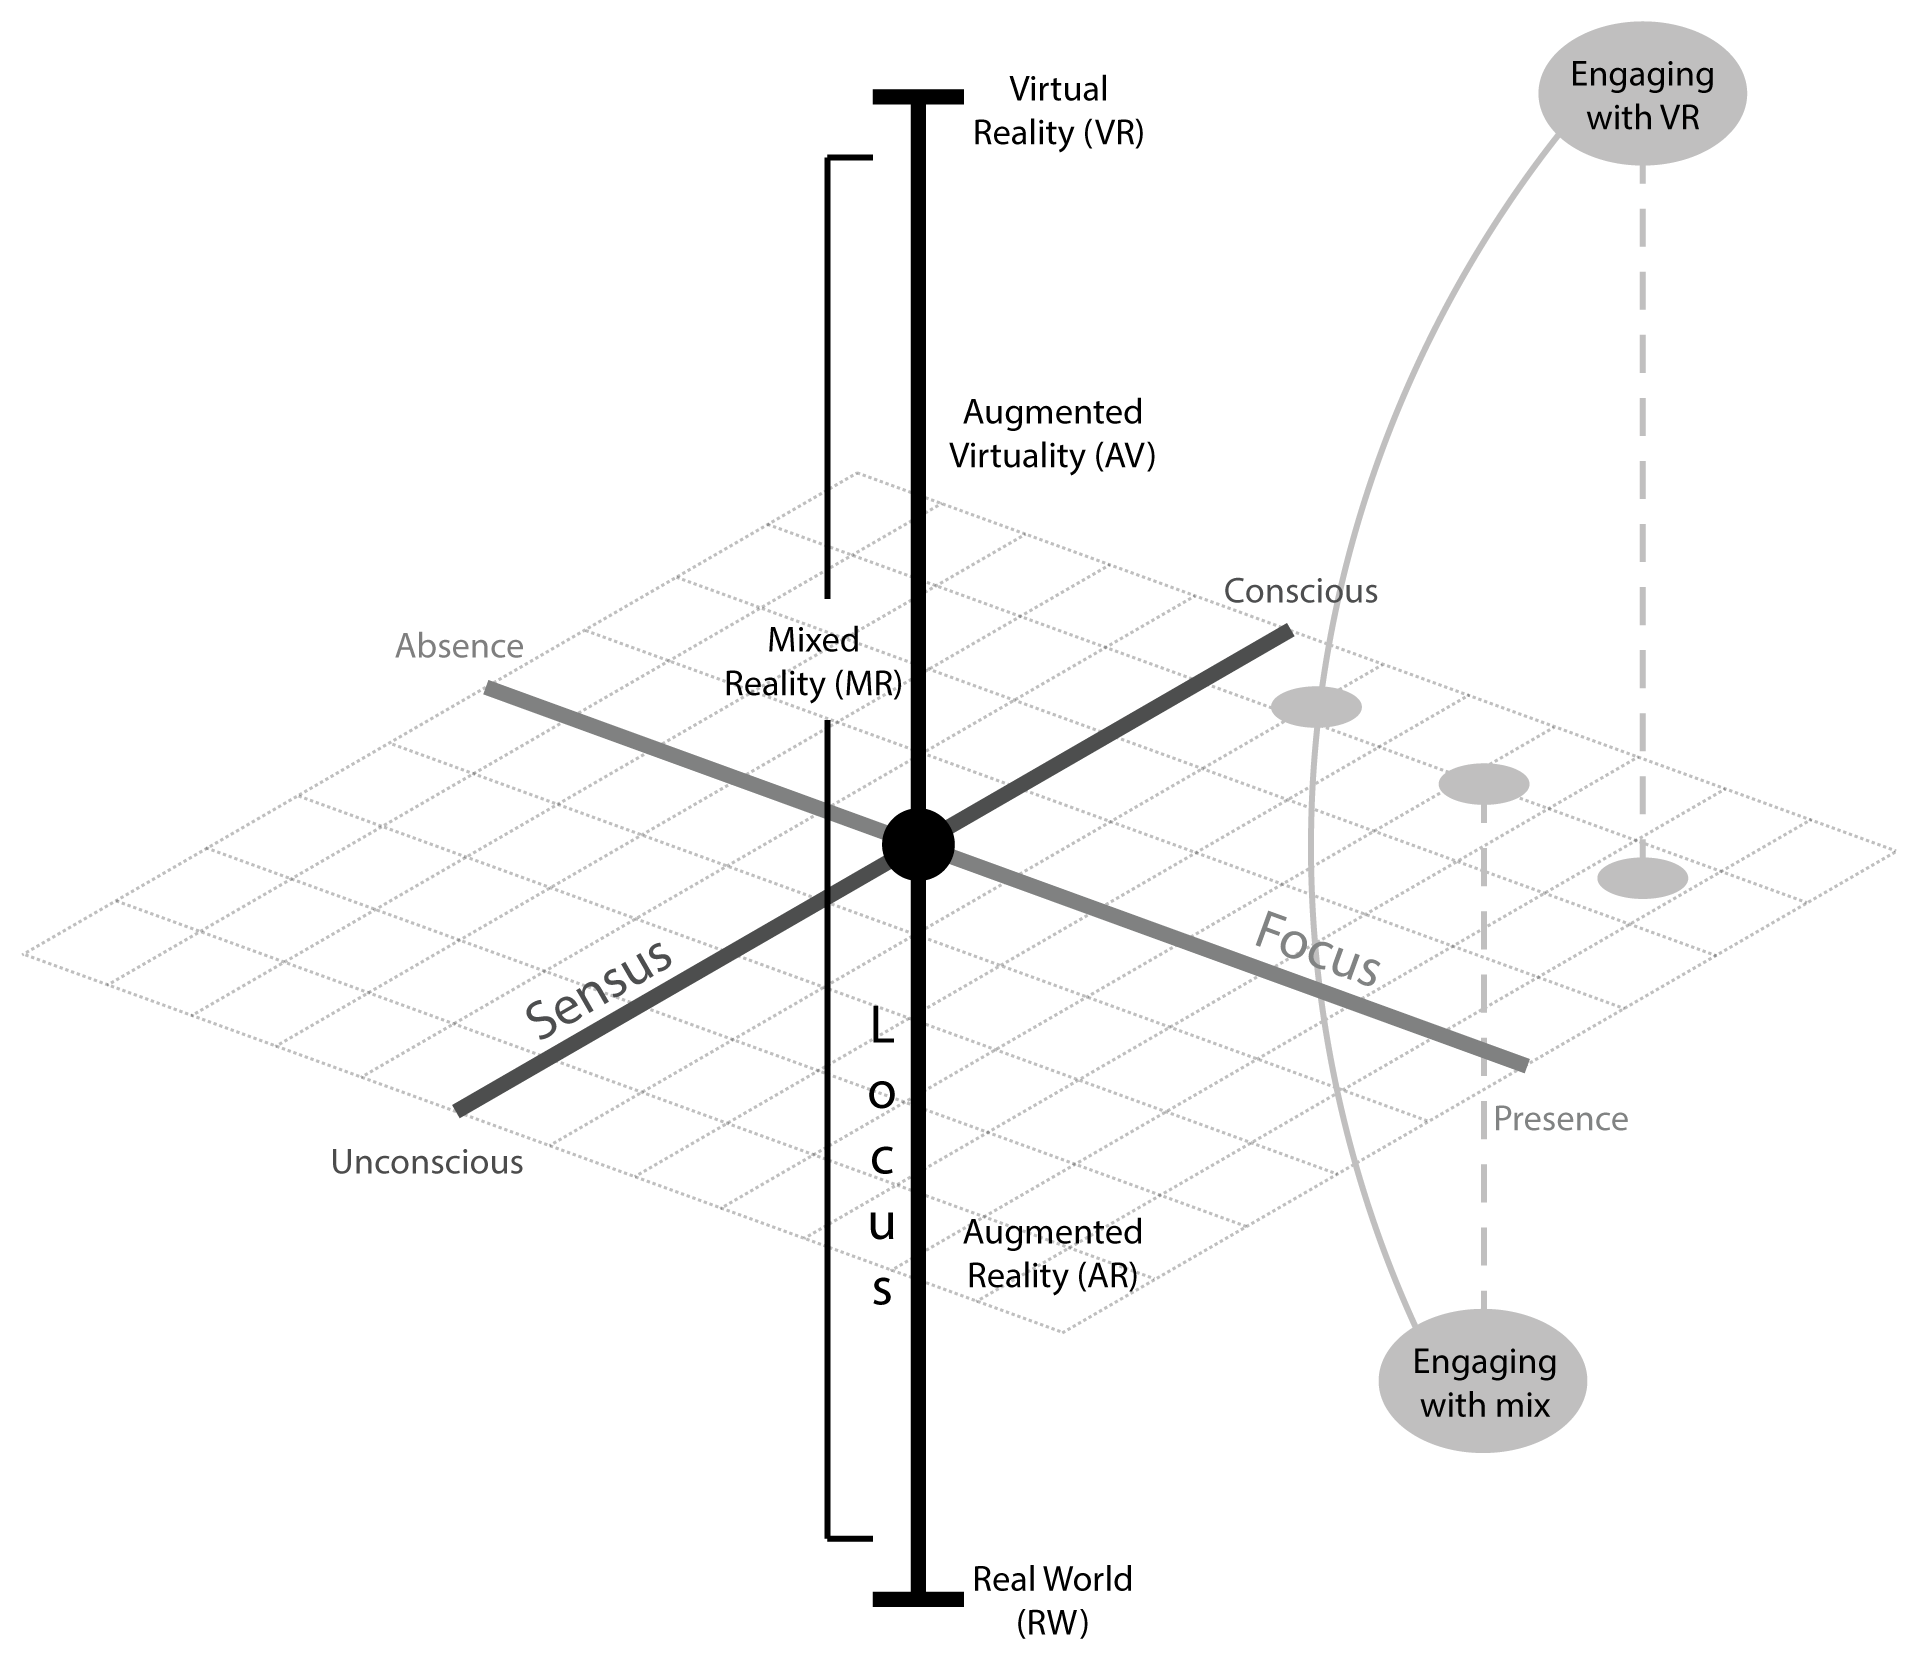 Engaging
with VR
Virtual
Reality (VR)
Augmented
Virtuality (AV)
Conscious
Absence
Mixed
Reality (MR)
Focus
Sensus
Locus
Presence
Unconscious
Augmented
Reality (AR)
Engaging
with mix
Real World
(RW)